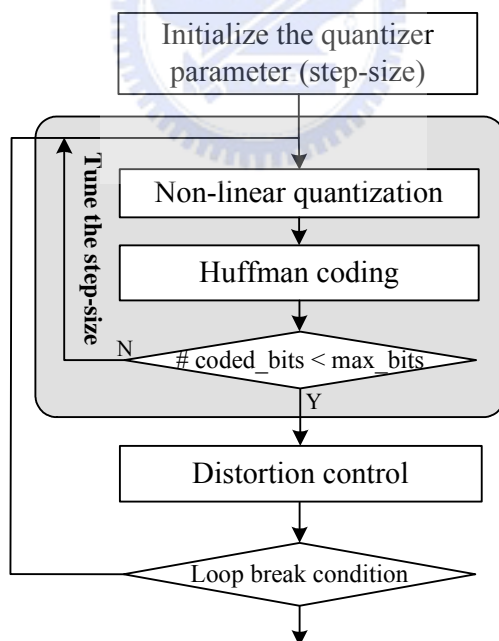 Initialize the quantizer
parameter (step-size)
Tune the step-size
Non-linear quantization
Huffman coding
N
# coded_bits < max_bits
Y
Distortion control
Loop break condition